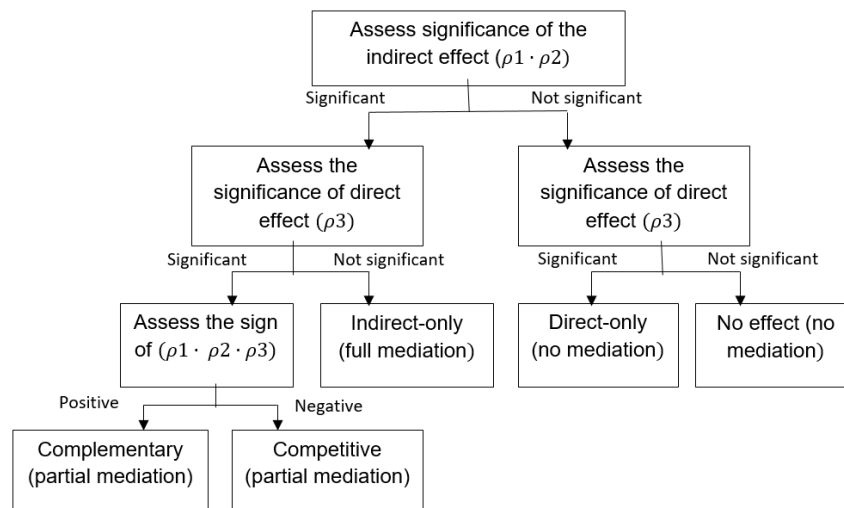 Assess significance of the
indirect effect (ρ1 · ρ2)
Significant
Not significant
Assess the
significance of direct
effect (ρ3)
Assess the
significance of direct
effect (ρ3)
Significant
Not significant
Significant
Not significant
Assess the sign
of (ρ1 · ρ2 · ρ3)
Indirect-only
(full mediation)
Direct-only
(no mediation)
No effect (no
mediation)
Positive
Negative
Complementary
(partial mediation)
Competitive
(partial mediation)